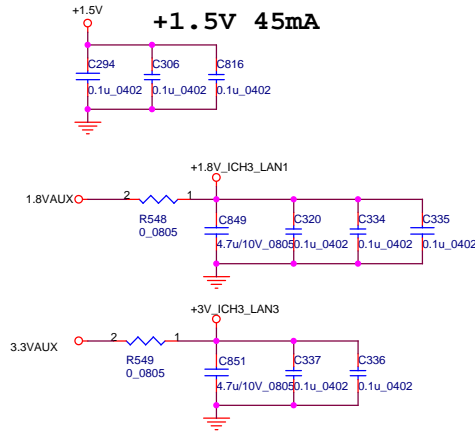 +1.5V
+1.5V 45mA
C294 C306 C816
0.1u_0402 0.1u_0402 0.1u_0402
+1.8V_ICH3_LAN1
1.8VAUX 2 1
R548 C849 C320 C334 C335
0_0805 4.7u/10V_0805 0.1u_0402 0.1u_0402 0.1u_0402
+3V_ICH3_LAN3
3.3VAUX 2 1
R549 C851 C337 C336
0_0805 4.7u/10V_0805 0.1u_0402 0.1u_0402